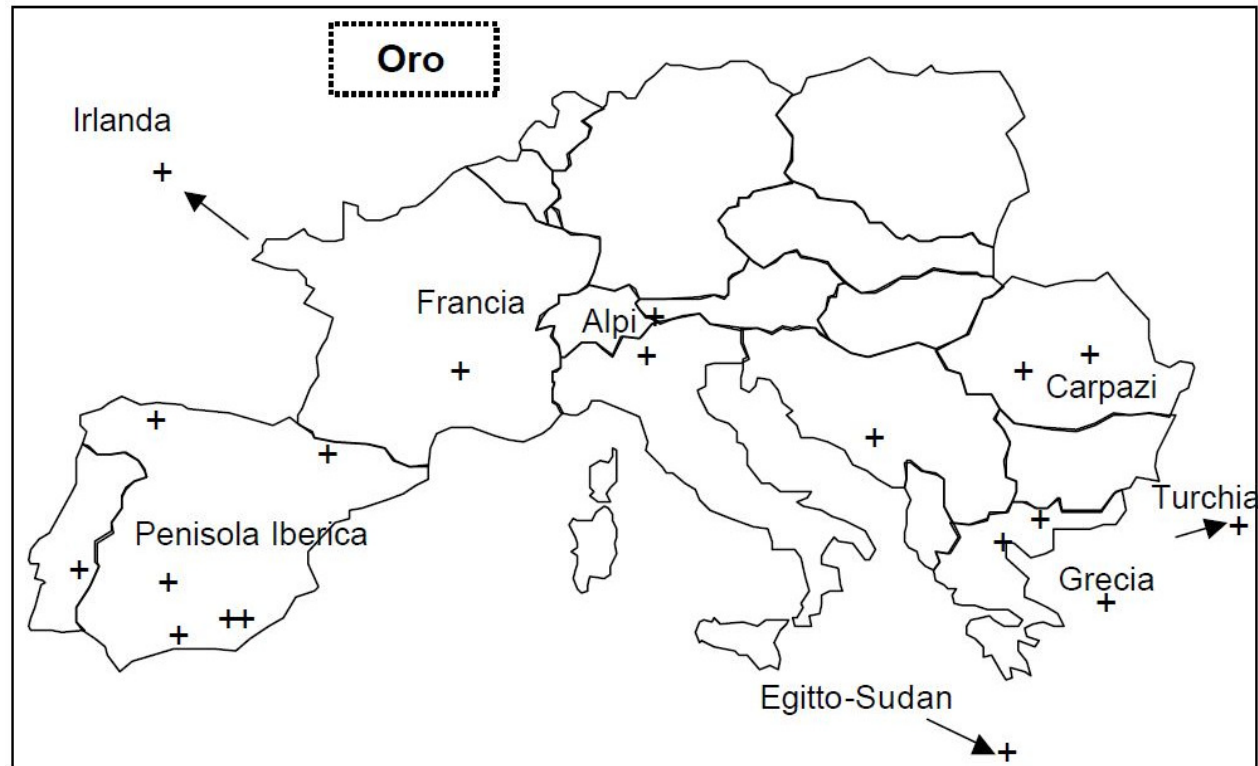 Oro
Irlanda
Francia
Alpi
Carpazi
Turchia
Penisola Iberica
Grecia
Egitto-Sudan